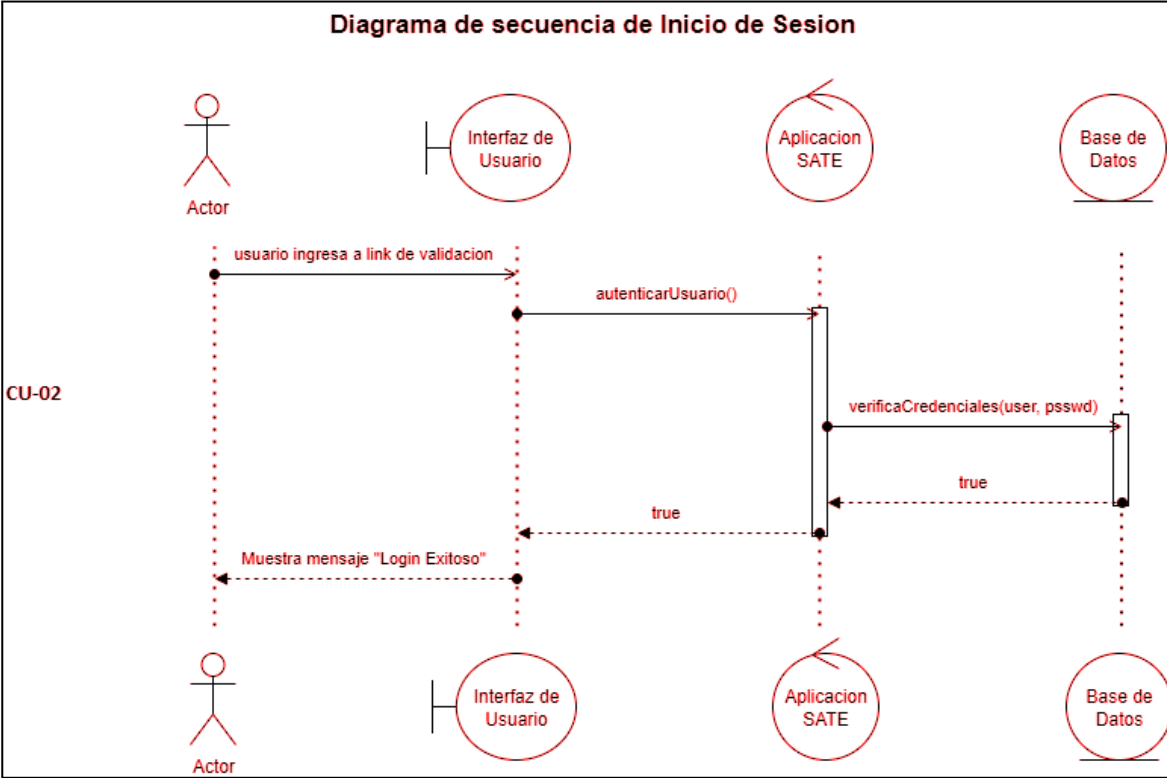 Diagrama de secuencia de Inicio de Sesion
Interfaz de
Usuario
Aplicacion
SATE
Base de
Datos
Actor
usuario ingresa a link de validacion
autenticarUsuario()
CU-02
verificaCredenciales(user, psswd)
true
true
Muestra mensaje "Login Exitoso"
Interfaz de
Usuario
Aplicacion
SATE
Base de
Datos
Actor